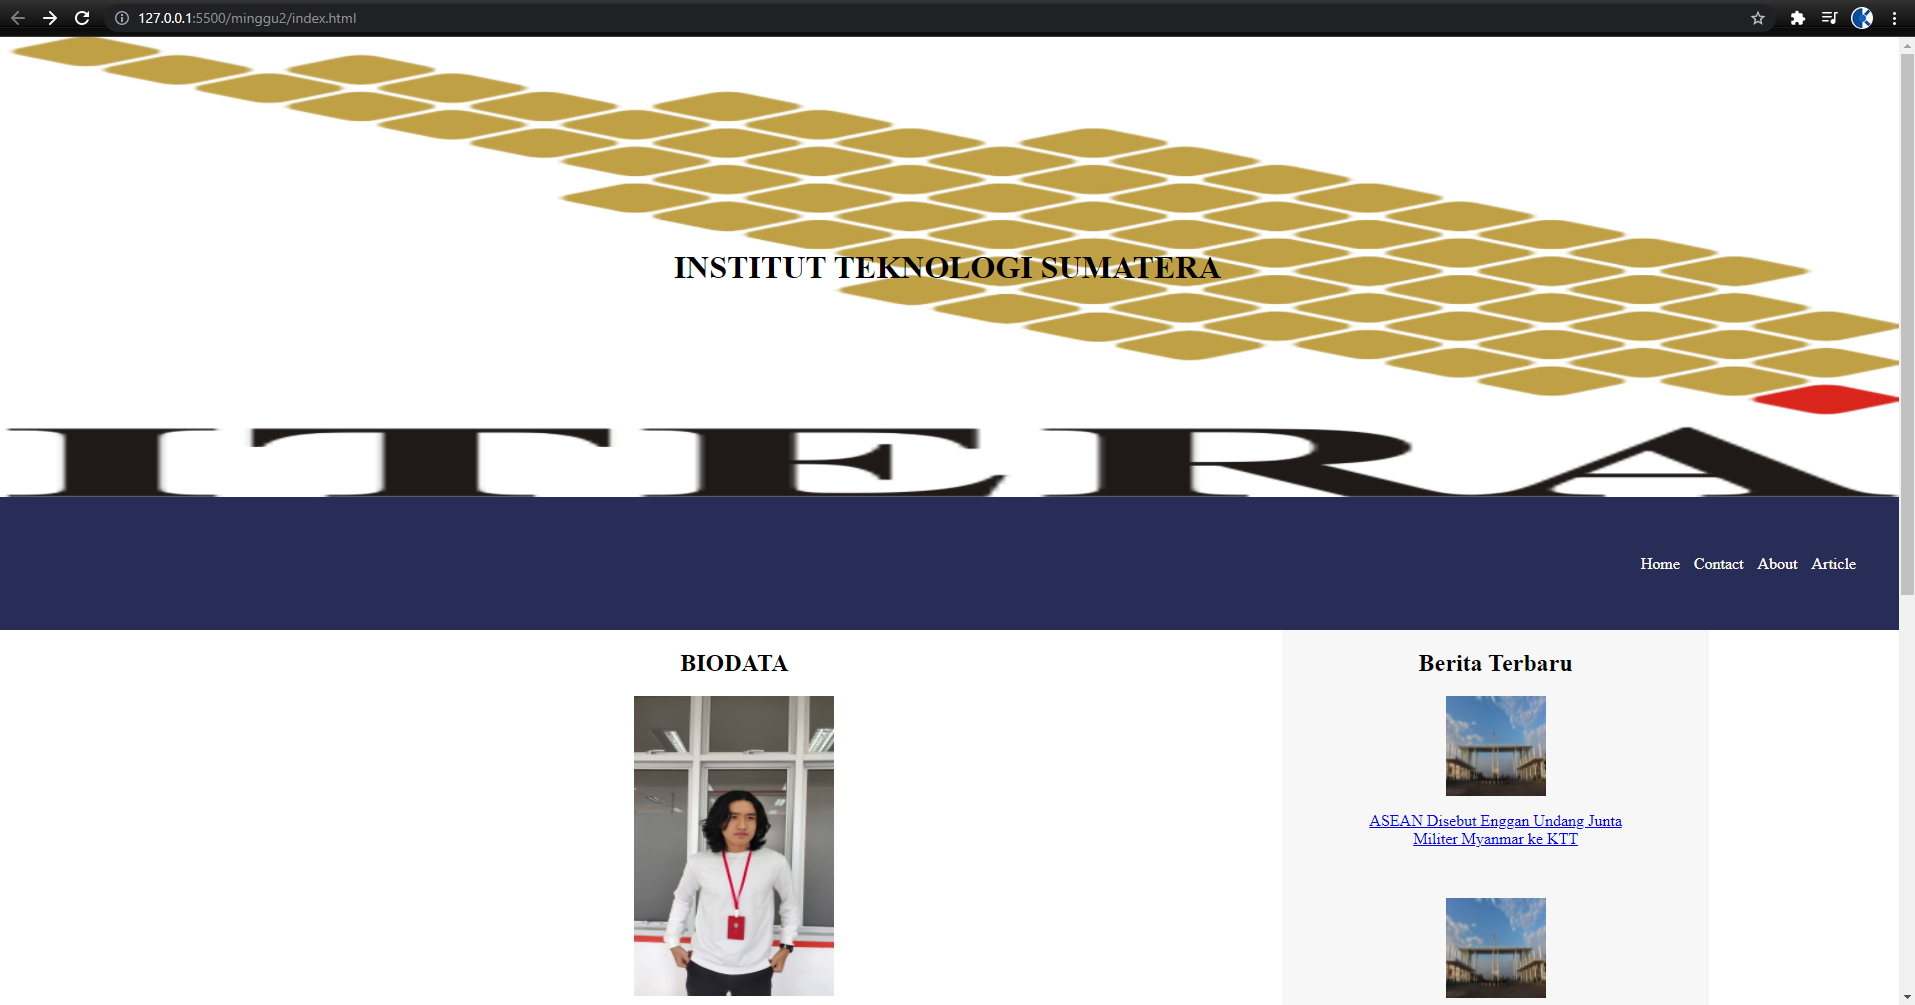 127.0.0.1:5500/minggu2/index.html
INSTITUT TEKNOLOGI SUMATERA
ITERA
Home Contact About Article
BIODATA
Berita Terbaru
ASEAN Disebut Enggan Undang Junta
Militer Myanmar ke KTT